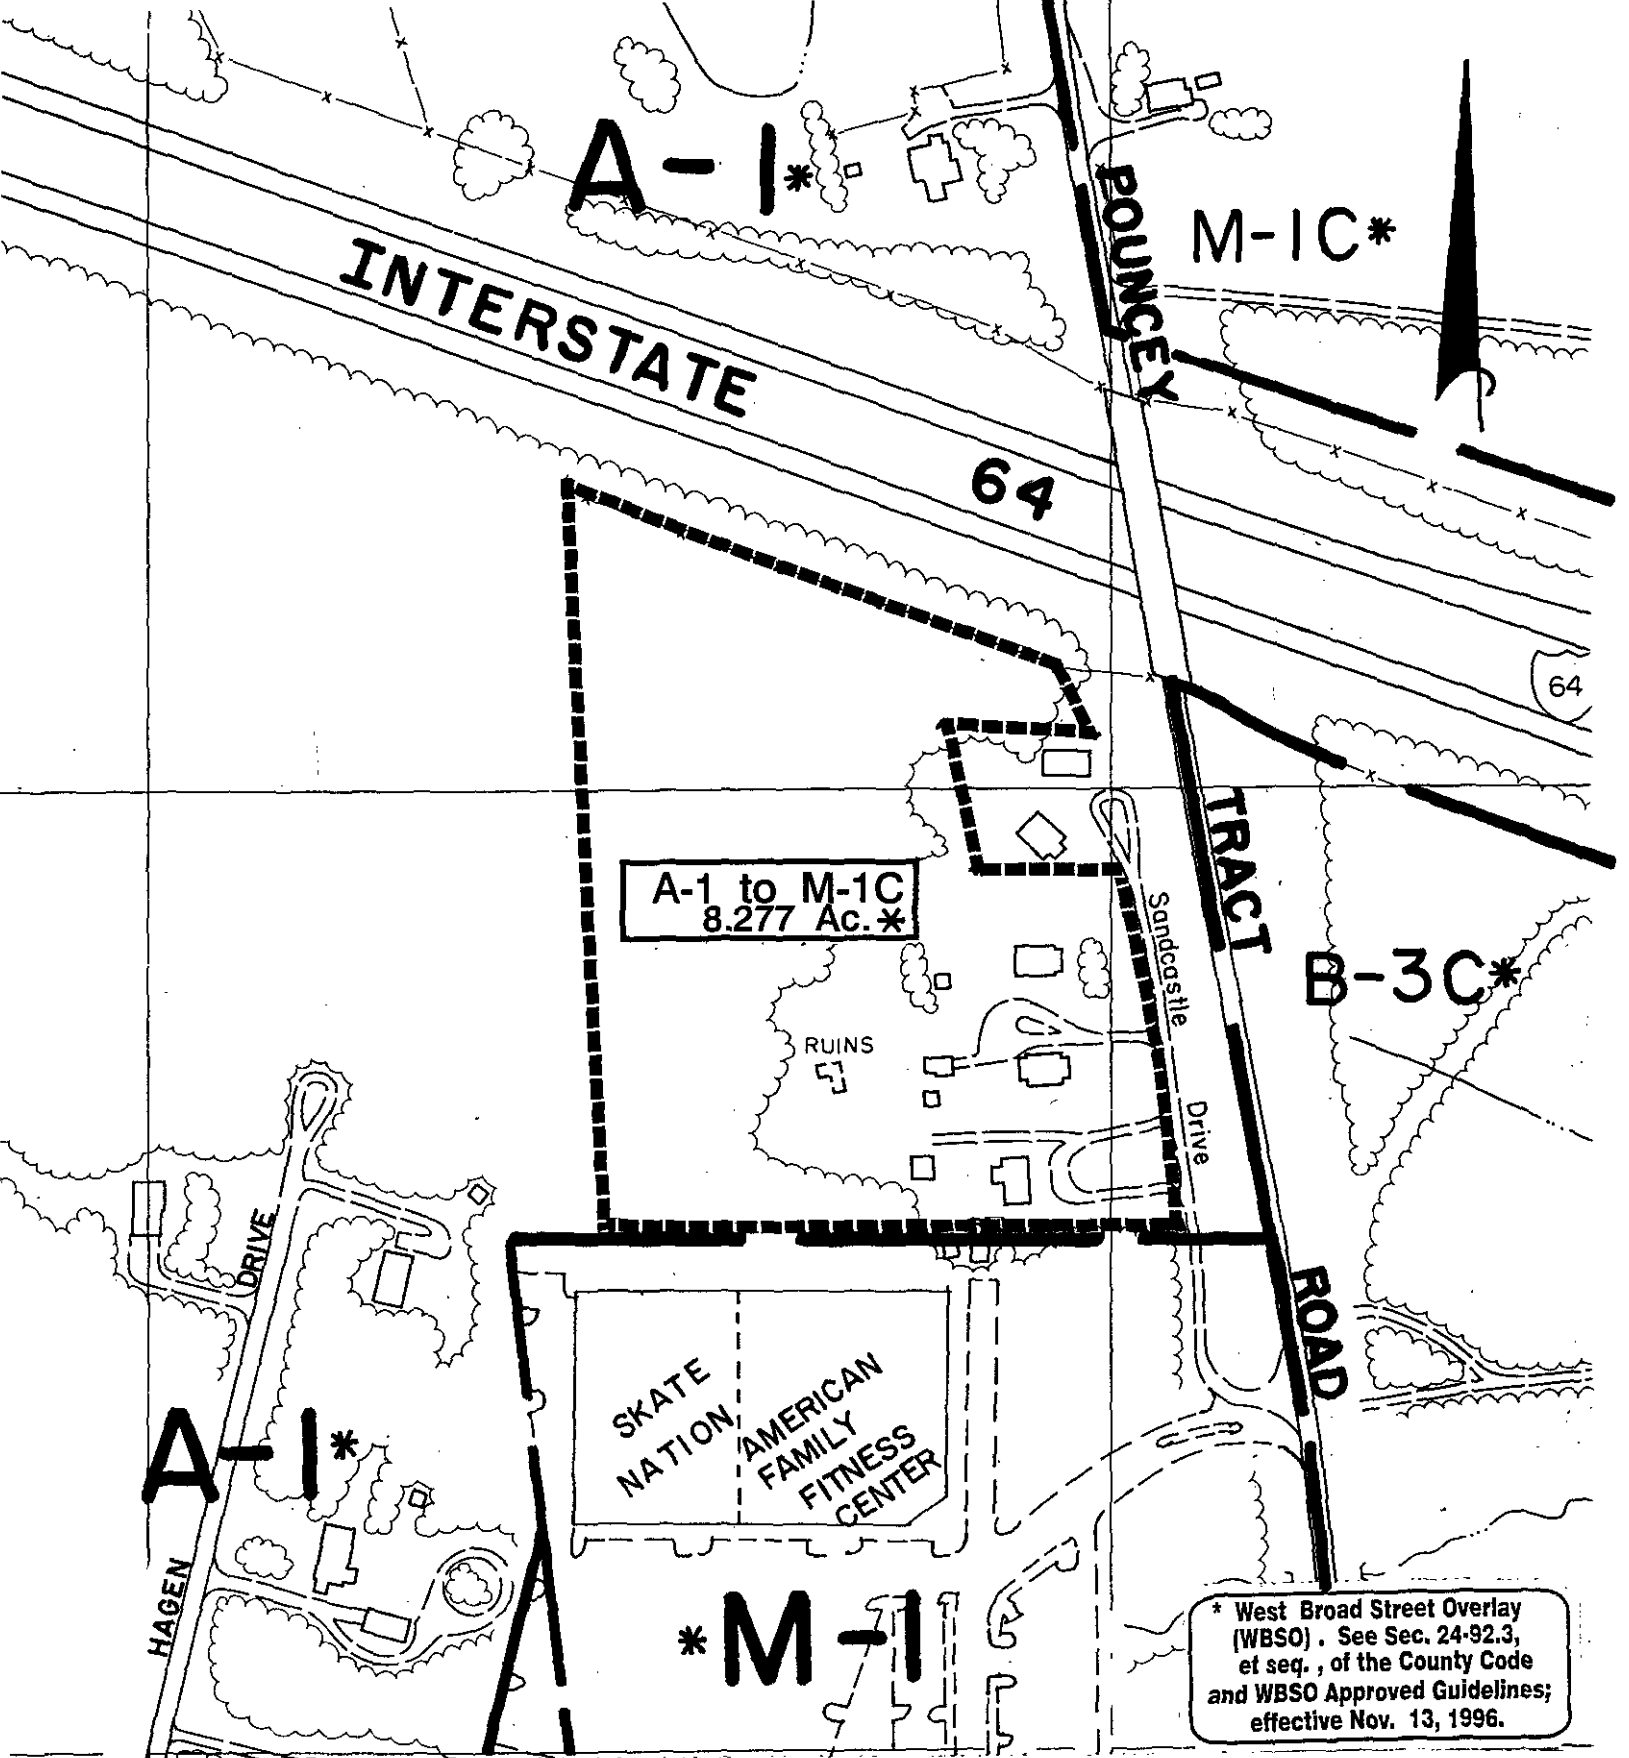 A-1*
POUNCEY
M-1C*
INTERSTATE
64
64
A-1 to M-1C
8.277 Ac.*
TRACT
Sandcastle
B-3C*
RUINS
Drive
DRIVE
ROAD
SKATE
NATION
AMERICAN
FAMILY
FITNESS
CENTER
A-1*
HAGEN
*M-1
* West Broad Street Overlay
(WBSO). See Sec. 24-92.3,
et seq., of the County Code
and WBSO Approved Guidelines;
effective Nov. 13, 1996.